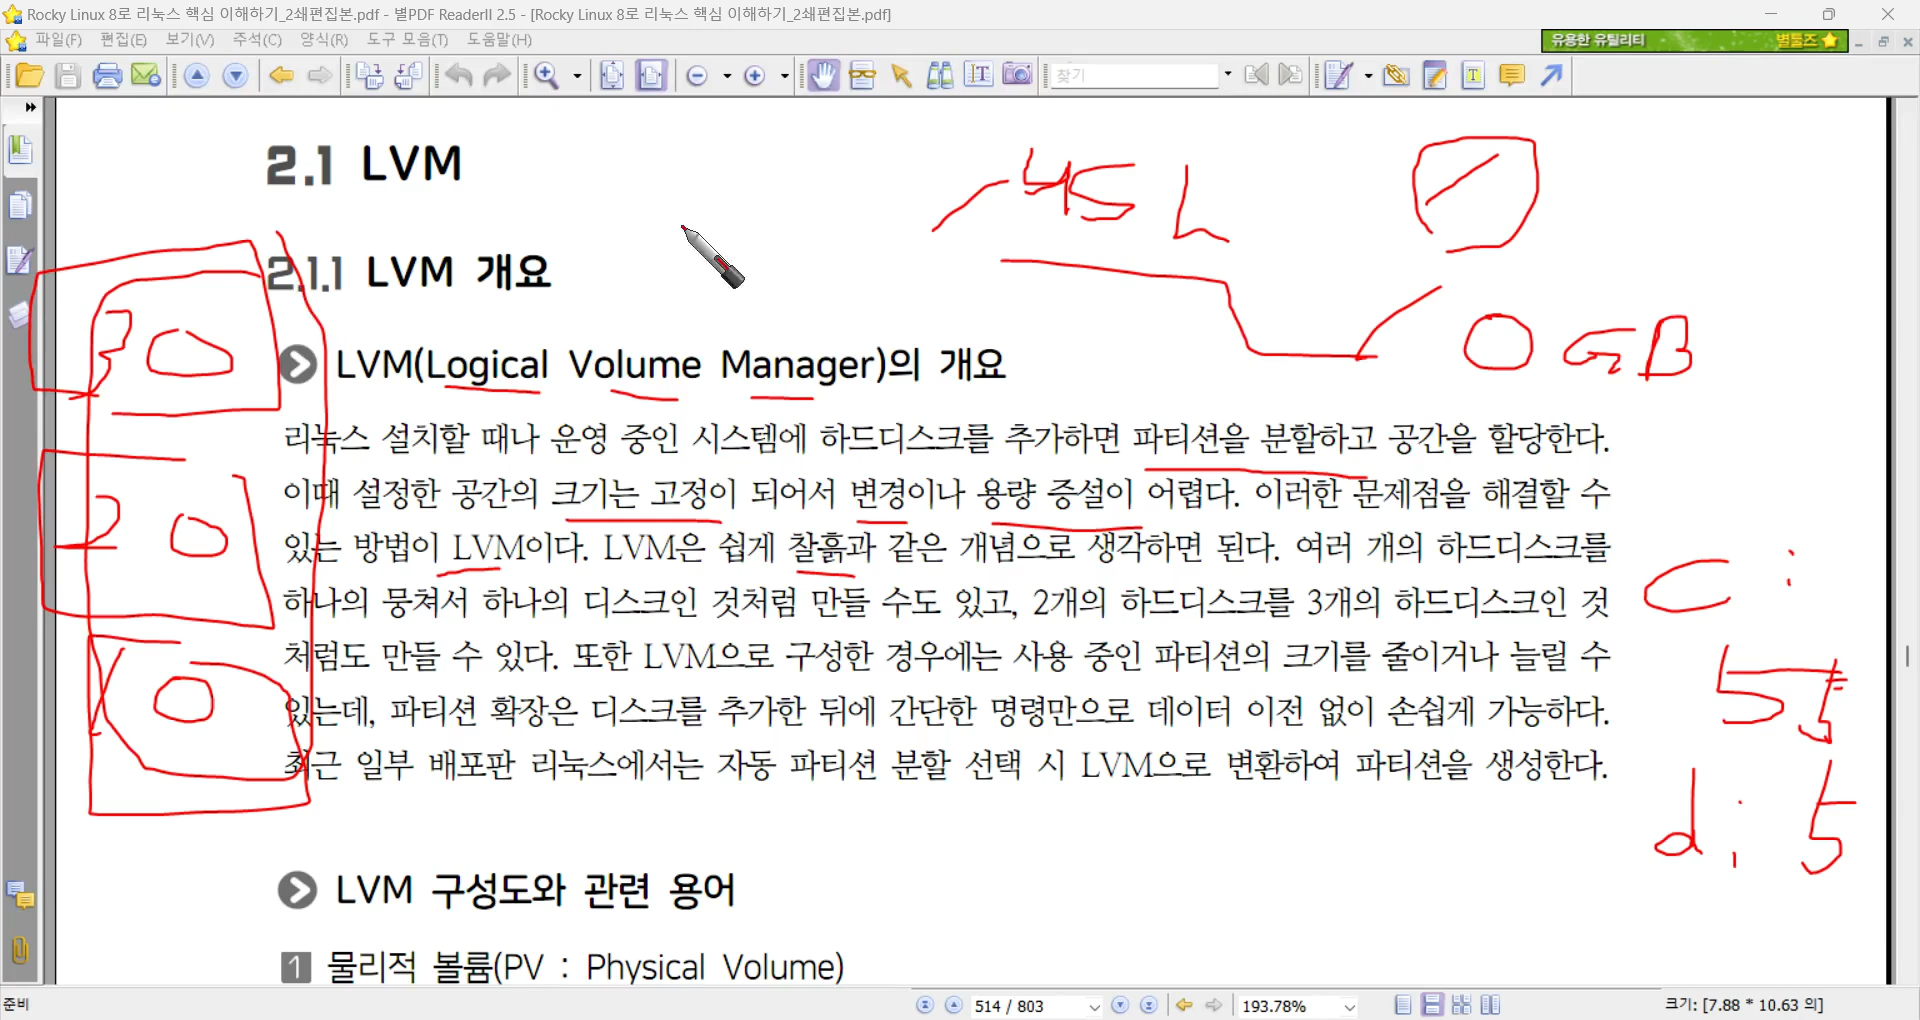 Rocky Linux 8로 리눅스 핵심 이해하기_2쇄편집본.pdf - 별PDF ReaderII 2.5 - [Rocky Linux 8로 리눅스 핵심 이해하기_2쇄편집본.pdf]
파일(F) 편집(E) 보기(V) 주석(C) 양식(R) 도구 모음(T) 도움말(H)
유용한 유틸리티 별툴즈
찾기
2.1 LVM
45 L
2.1.1 LVM 개요
3 0
LVM(Logical Volume Manager)의 개요
0 GB
리눅스 설치할 때나 운영 중인 시스템에 하드디스크를 추가하면 파티션을 분할하고 공간을 할당한다.
이때 설정한 공간의 크기는 고정이 되어서 변경이나 용량 증설이 어렵다. 이러한 문제점을 해결할 수
있는 방법이 LVM이다. LVM은 쉽게 찰흙과 같은 개념으로 생각하면 된다. 여러 개의 하드디스크를
하나의 뭉쳐서 하나의 디스크인 것처럼 만들 수도 있고, 2개의 하드디스크를 3개의 하드디스크인 것
처럼도 만들 수 있다. 또한 LVM으로 구성한 경우에는 사용 중인 파티션의 크기를 줄이거나 늘릴 수
있는데, 파티션 확장은 디스크를 추가한 뒤에 간단한 명령만으로 데이터 이전 없이 손쉽게 가능하다.
최근 일부 배포판 리눅스에서는 자동 파티션 분할 선택 시 LVM으로 변환하여 파티션을 생성한다.
2 0
C :
5
d ; 5
LVM 구성도와 관련 용어
1 물리적 볼륨(PV : Physical Volume)
준비
514 / 803
193.78%
크기: [7.88 * 10.63 의]